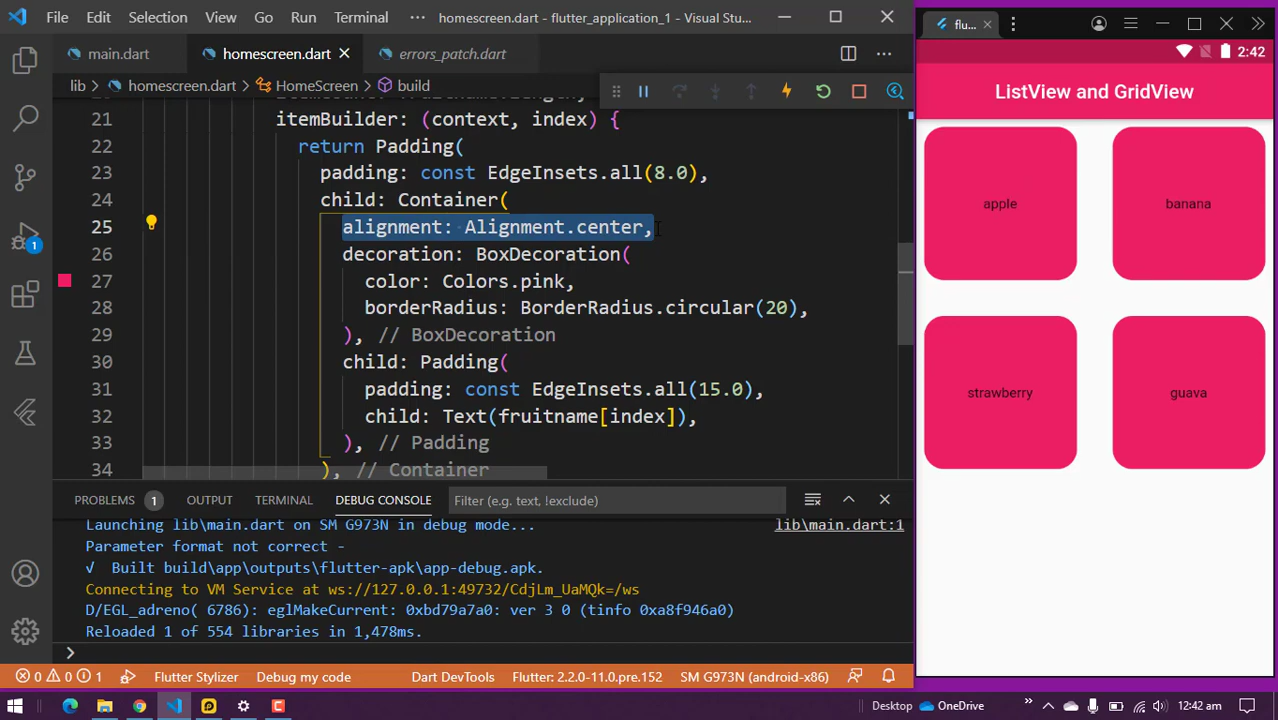 File Edit Selection View Go Run Terminal ··· homescreen.dart - flutter_application_1 - Visual Stu...
main.dart homescreen.dart errors_patch.dart
lib > homescreen.dart > HomeScreen > build
21 itemBuilder: (context, index) {
22 return Padding(
23 padding: const EdgeInsets.all(8.0),
24 child: Container(
25 alignment: Alignment.center,
26 decoration: BoxDecoration(
27 color: Colors.pink,
28 borderRadius: BorderRadius.circular(20),
29 ), // BoxDecoration
30 child: Padding(
31 padding: const EdgeInsets.all(15.0),
32 child: Text(fruitname[index]),
33 ), // Padding
34 ), // Container
1
PROBLEMS 1 OUTPUT TERMINAL DEBUG CONSOLE Filter (e.g. text, !exclude)
Launching lib\main.dart on SM G973N in debug mode... lib\main.dart:1
Parameter format not correct -
√ Built build\app\outputs\flutter-apk\app-debug.apk.
Connecting to VM Service at ws://127.0.0.1:49732/CdjLm_UaMQk=/ws
D/EGL_adreno( 6786): eglMakeCurrent: 0xbd79a7a0: ver 3 0 (tinfo 0xa8f946a0)
Reloaded 1 of 554 libraries in 1,478ms.
>
0 0 1 Flutter Stylizer Debug my code Dart DevTools Flutter: 2.2.0-11.0.pre.152 SM G973N (android-x86)
flu...
2:42
ListView and GridView
apple banana
strawberry guava
Desktop OneDrive 12:42 am